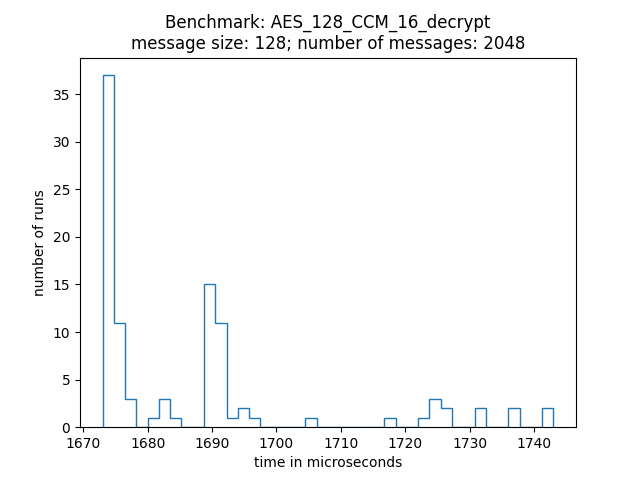 Benchmark: AES_128_CCM_16_decrypt
message size: 128; number of messages: 2048
number of runs
35
30
25
20
15
10
5
0
1670 1680 1690 1700 1710 1720 1730 1740
time in microseconds